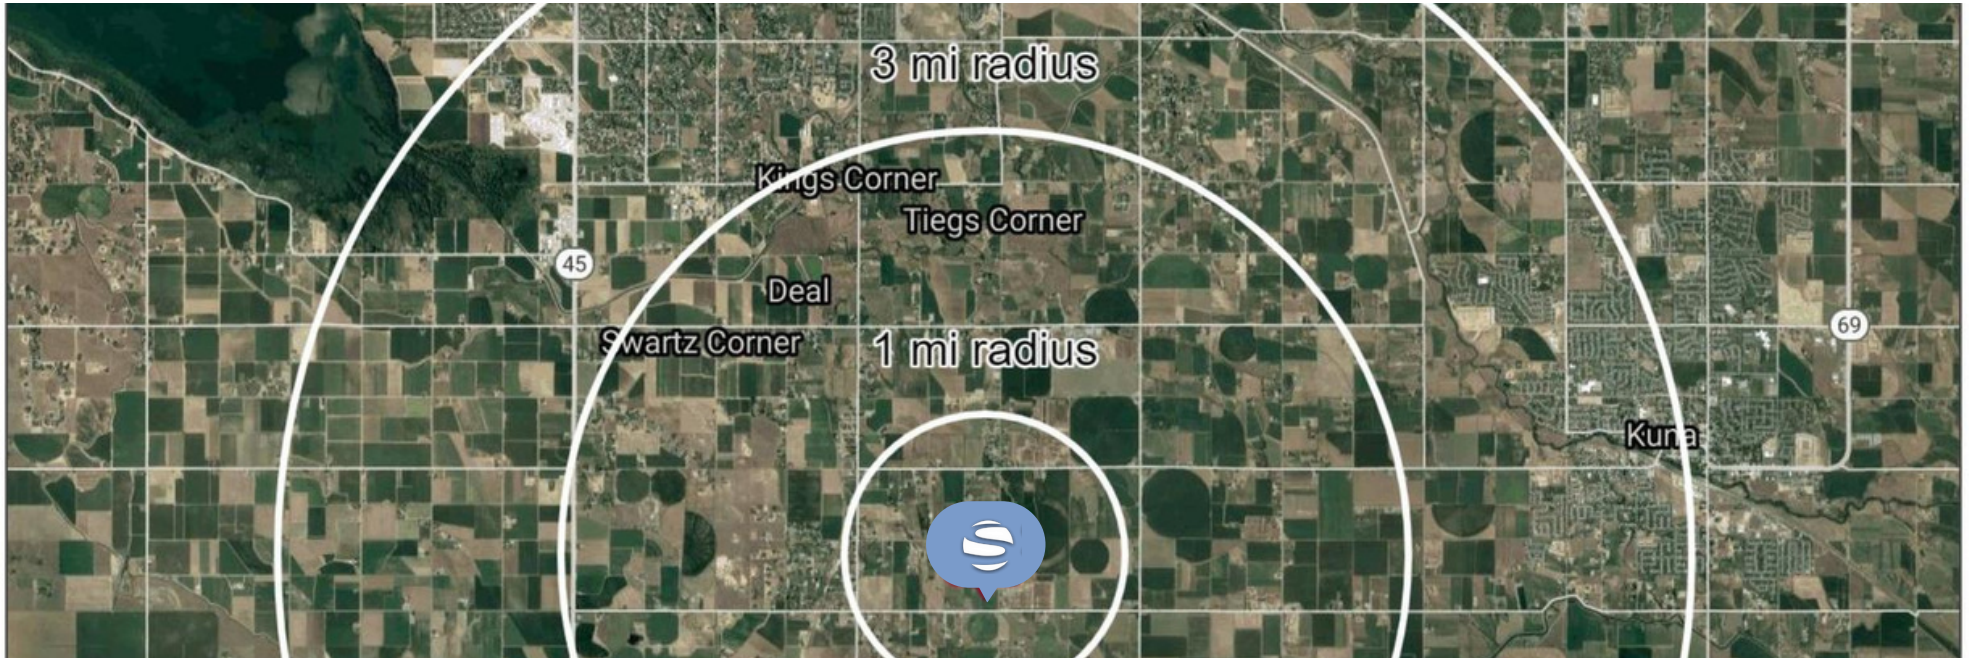 3 mi radius
Kings Corner
Tiegs Corner
45
Deal
69
Swartz Corner
1 mi radius
Kuna
S